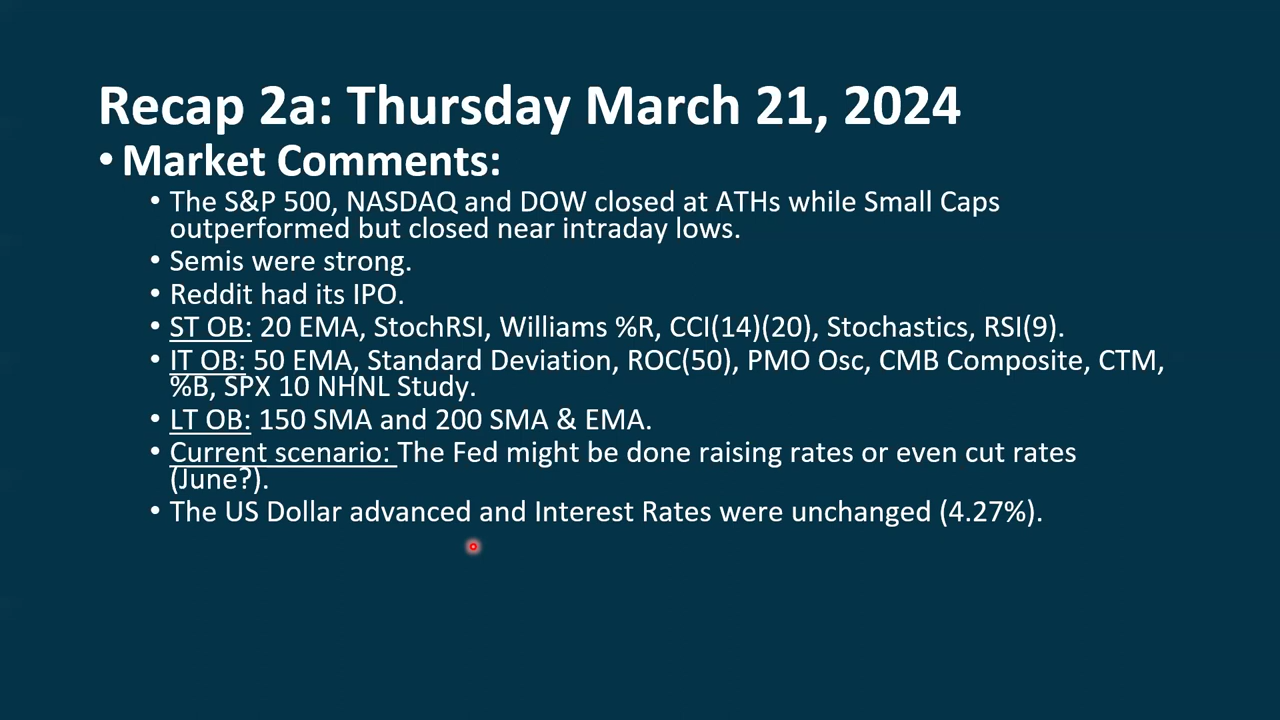 Recap 2a: Thursday March 21, 2024
• Market Comments:
• The S&P 500, NASDAQ and DOW closed at ATHs while Small Caps
outperformed but closed near intraday lows.
• Semis were strong.
• Reddit had its IPO.
• ST OB: 20 EMA, StochRSI, Williams %R, CCI(14)(20), Stochastics, RSI(9).
• IT OB: 50 EMA, Standard Deviation, ROC(50), PMO Osc, CMB Composite, CTM,
%B, SPX 10 NHNL Study.
• LT OB: 150 SMA and 200 SMA & EMA.
• Current scenario: The Fed might be done raising rates or even cut rates
(June?).
• The US Dollar advanced and Interest Rates were unchanged (4.27%).